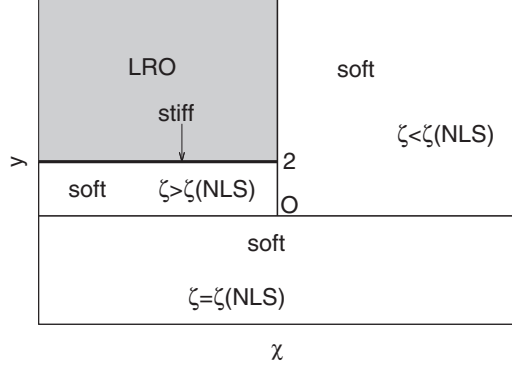 LRO
soft
stiff
ζ<ζ(NLS)
y
2
soft ζ>ζ(NLS)
O
soft
ζ=ζ(NLS)
χ